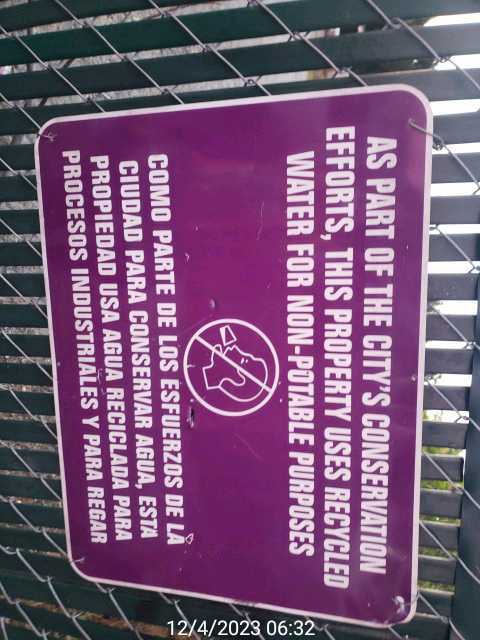 AS PART OF THE CITY'S CONSERVATION
EFFORTS, THIS PROPERTY USES RECYCLED
WATER FOR NON-POTABLE PURPOSES
COMO PARTE DE LOS ESFUERZOS DE LA
CIUDAD PARA CONSERVAR AGUA, ESTA
PROPIEDAD USA AGUA RECICLADA PARA
PROCESOS INDUSTRIALES Y PARA REGAR
12/4/2023 06:32